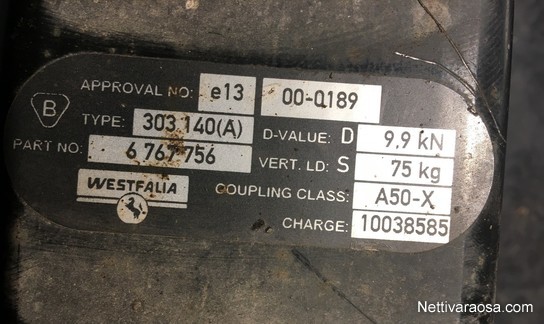 APPROVAL NO: e13 00-0189
B
TYPE: 303 140(A) D-VALUE: D 9.9 kN
PART NO: 6 767 756 VERT. LD: S 75 kg
WESTFALIA COUPLING CLASS: A50-X
CHARGE: 10038585
Nettivaraosa.com